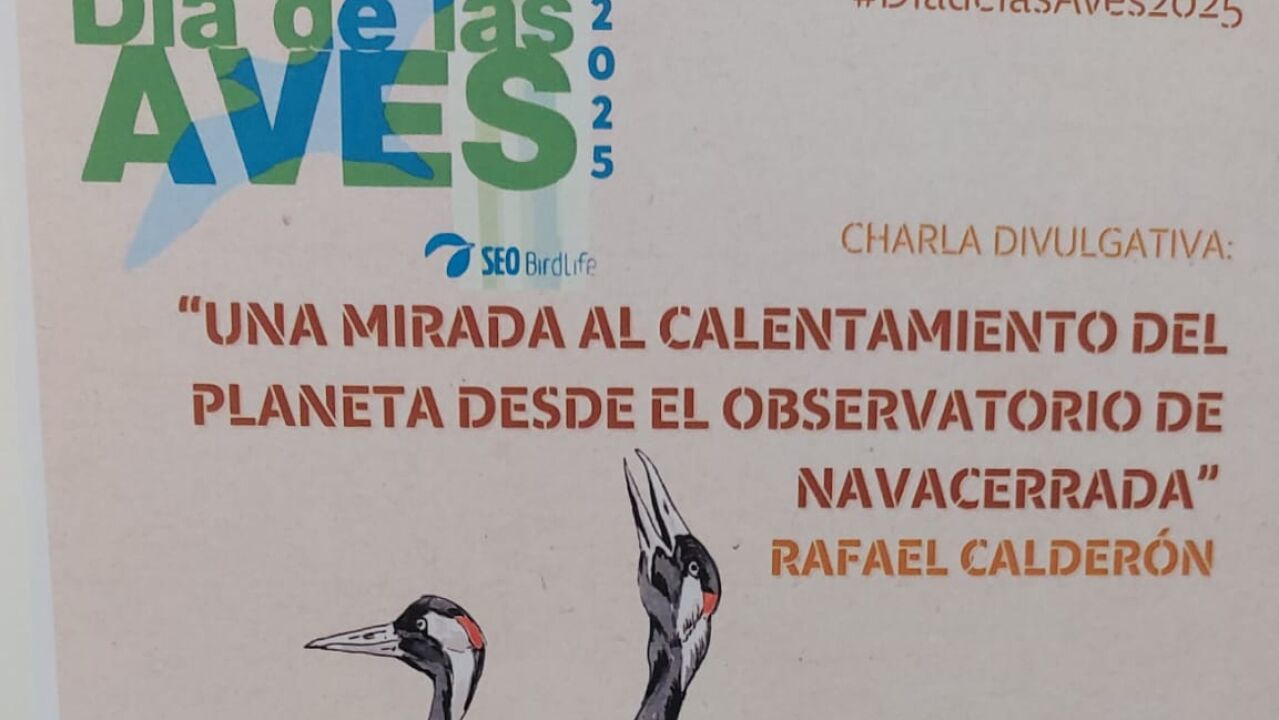 Día de las
AVES
2025
#DíadelasAves2025
SEO BirdLife
CHARLA DIVULGATIVA:
“UNA MIRADA AL CALENTAMIENTO DEL
PLANETA DESDE EL OBSERVATORIO DE
NAVACERRADA”
RAFAEL CALDERÓN